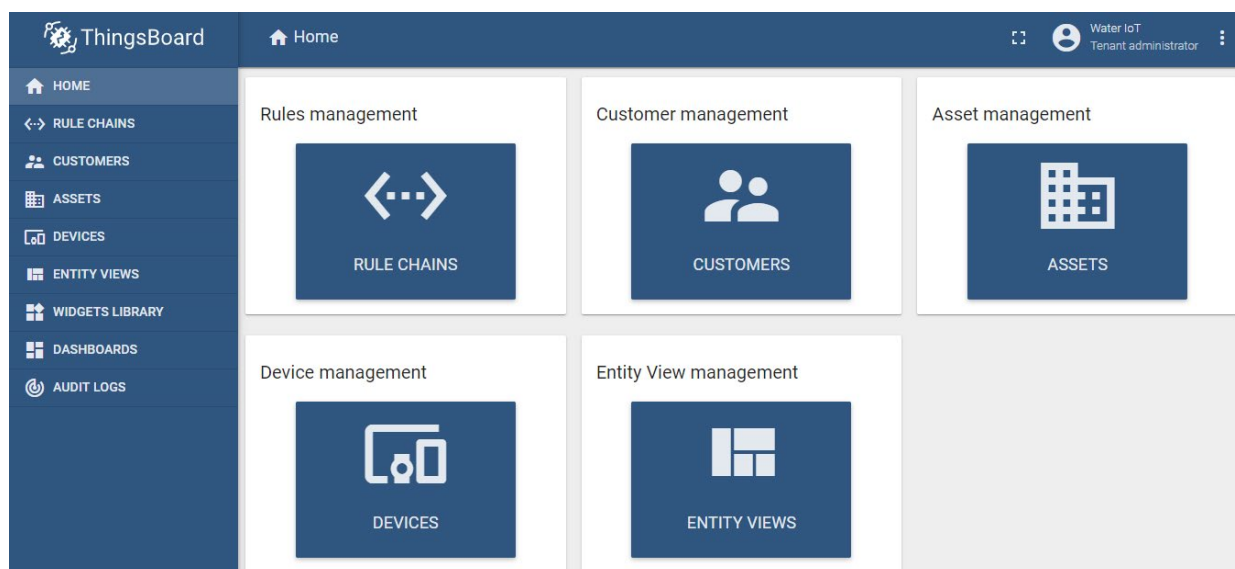 ThingsBoard
Home
Water IoT
Tenant administrator
HOME
RULE CHAINS
CUSTOMERS
ASSETS
DEVICES
ENTITY VIEWS
WIDGETS LIBRARY
DASHBOARDS
AUDIT LOGS
Rules management
RULE CHAINS
Customer management
CUSTOMERS
Asset management
ASSETS
Device management
DEVICES
Entity View management
ENTITY VIEWS